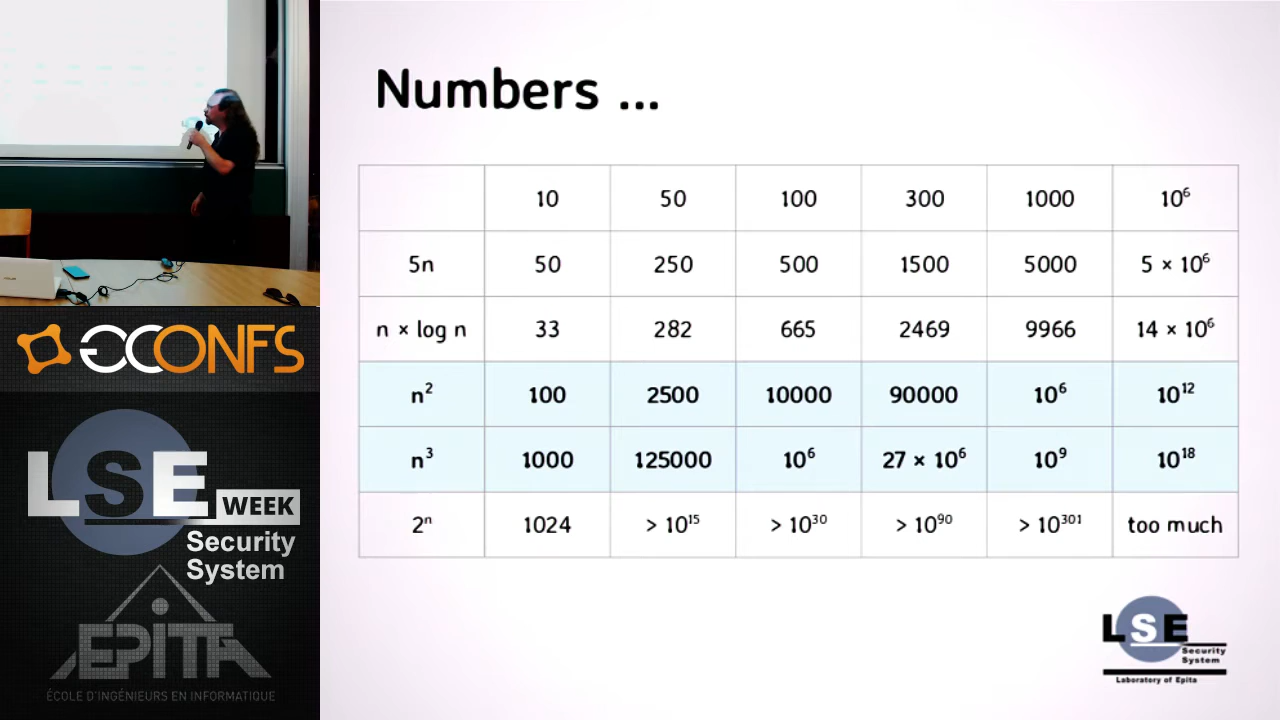 Numbers ...
10 50 100 300 1000 10⁶
5n 50 250 500 1500 5000 5 × 10⁶
n × log n 33 282 665 2469 9966 14 × 10⁶
n² 100 2500 10000 90000 10⁶ 10¹²
n³ 1000 125000 10⁶ 27 × 10⁶ 10⁹ 10¹⁸
2ⁿ 1024 > 10¹⁵ > 10³⁰ > 10⁹⁰ > 10³⁰¹ too much
GCONFS
LSE WEEK
Security
System
EPITA
ÉCOLE D'INGÉNIEURS EN INFORMATIQUE
LSE
Security
System
Laboratory of Epita